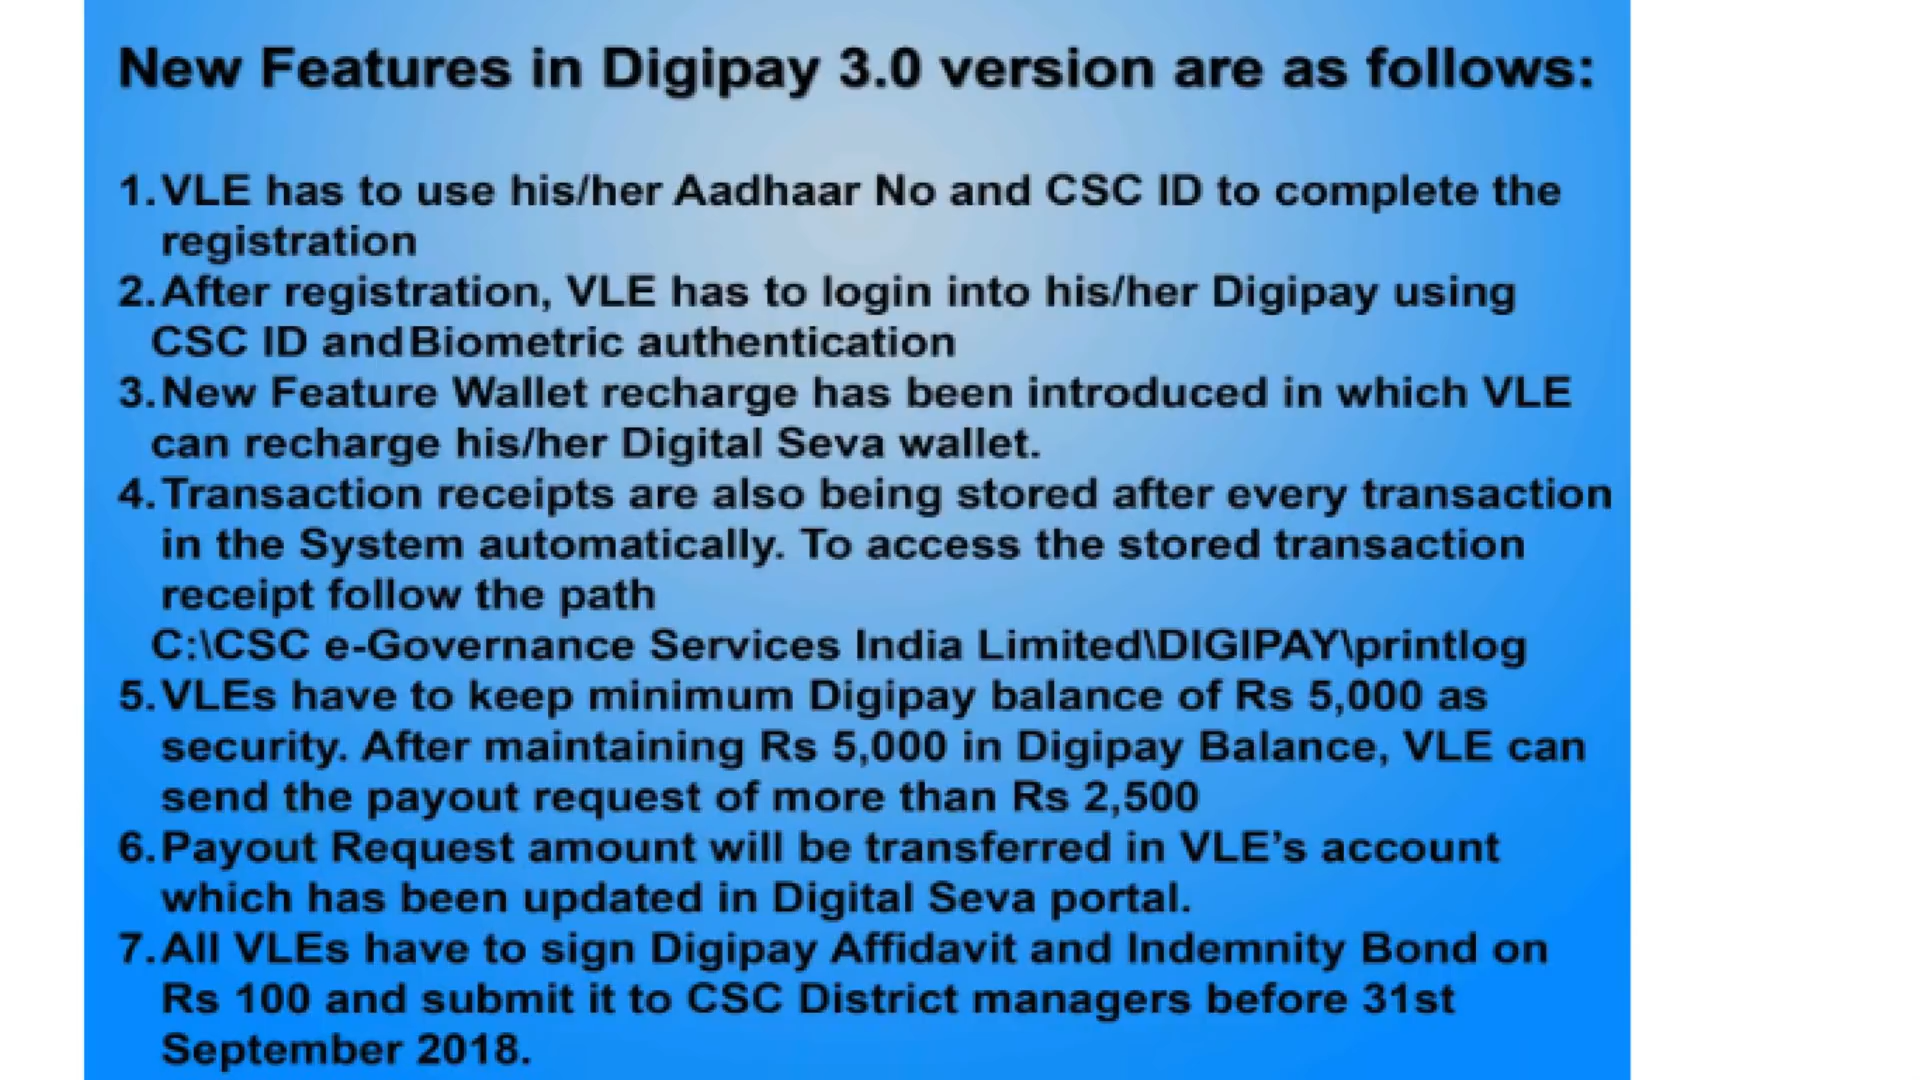 New Features in Digipay 3.0 version are as follows:
1. VLE has to use his/her Aadhaar No and CSC ID to complete the
registration
2. After registration, VLE has to login into his/her Digipay using
CSC ID and Biometric authentication
3. New Feature Wallet recharge has been introduced in which VLE
can recharge his/her Digital Seva wallet.
4. Transaction receipts are also being stored after every transaction
in the System automatically. To access the stored transaction
receipt follow the path
C:\CSC e-Governance Services India Limited\DIGIPAY\printlog
5. VLEs have to keep minimum Digipay balance of Rs 5,000 as
security. After maintaining Rs 5,000 in Digipay Balance, VLE can
send the payout request of more than Rs 2,500
6. Payout Request amount will be transferred in VLE's account
which has been updated in Digital Seva portal.
7. All VLEs have to sign Digipay Affidavit and Indemnity Bond on
Rs 100 and submit it to CSC District managers before 31st
September 2018.